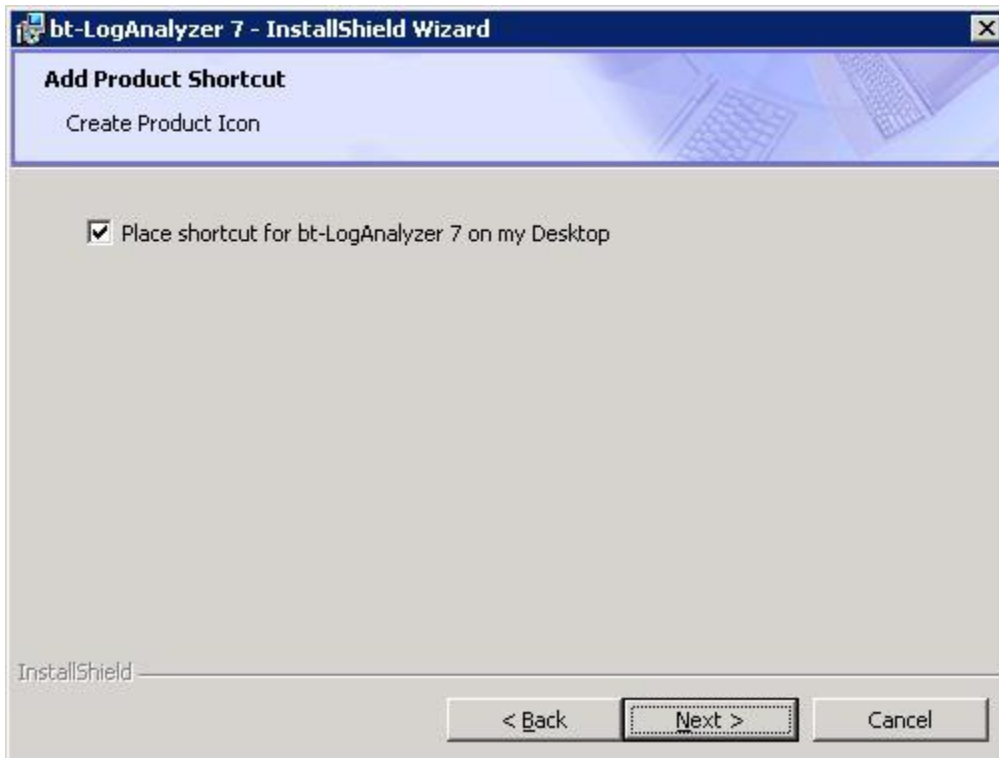 bt-LogAnalyzer 7 - InstallShield Wizard
Add Product Shortcut
Create Product Icon
Place shortcut for bt-LogAnalyzer 7 on my Desktop
InstallShield
< Back
Next >
Cancel